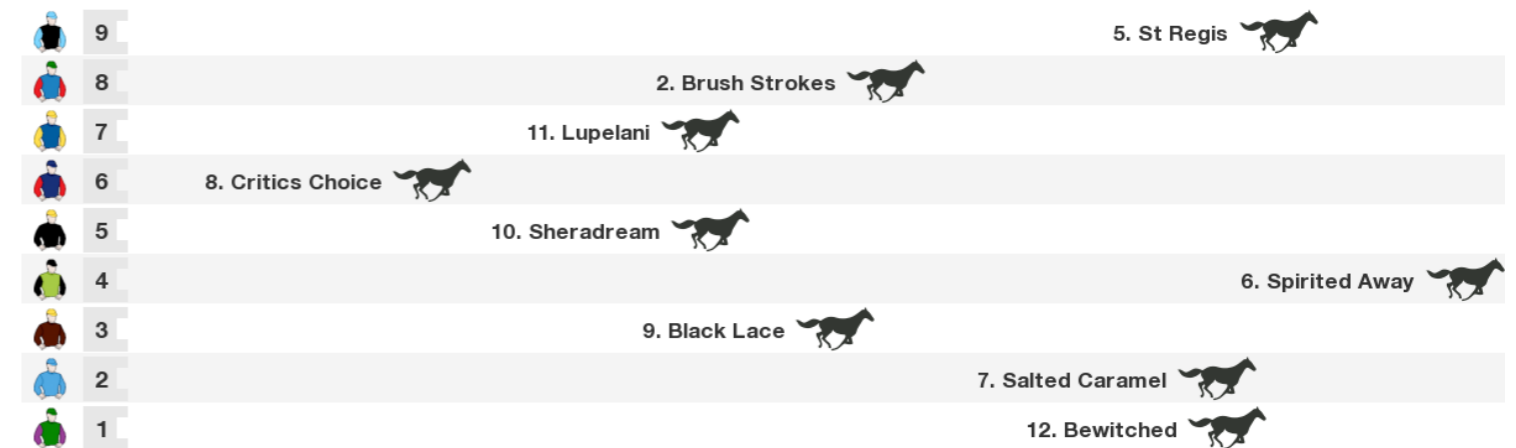 9 5. St Regis
8 2. Brush Strokes
7 11. Lupelani
6 8. Critics Choice
5 10. Sheradream
4 6. Spirited Away
3 9. Black Lace
2 7. Salted Caramel
1 12. Bewitched